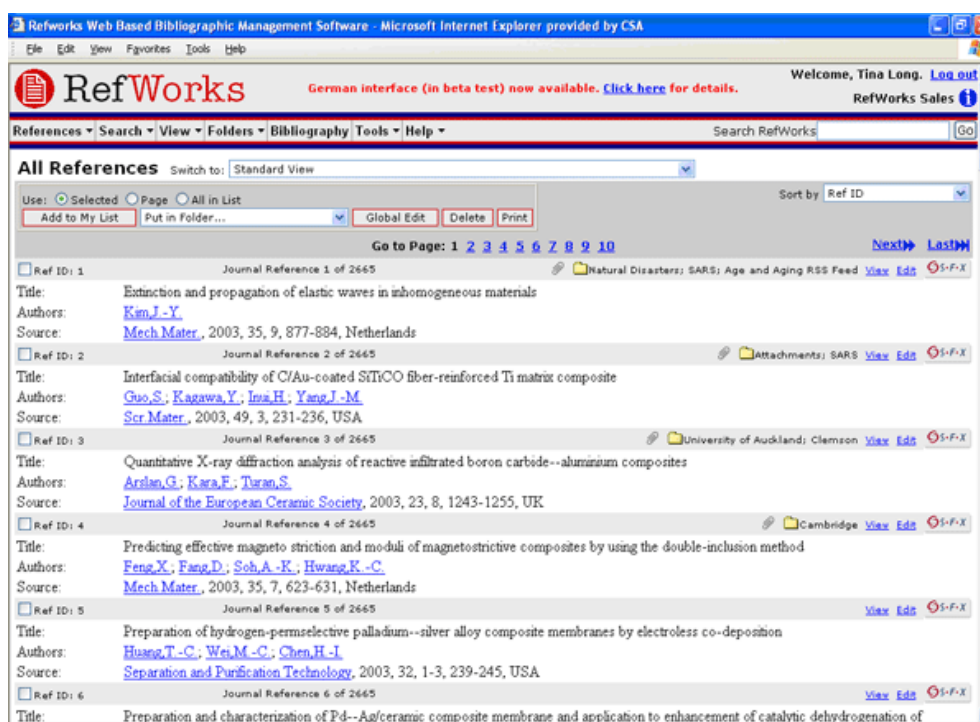 Refworks Web Based Bibliographic Management Software - Microsoft Internet Explorer provided by CSA
File Edit View Favorites Tools Help
RefWorks
German interface (in beta test) now available. Click here for details.
Welcome, Tina Long. Log out
RefWorks Sales
References Search View Folders Bibliography Tools Help Search RefWorks Go
All References Switch to: Standard View
Use: Selected Page All in List Sort by Ref ID
Add to My List Put in Folder... Global Edit Delete Print
Go to Page: 1 2 3 4 5 6 7 8 9 10 Next Last
Ref ID: 1 Journal Reference 1 of 2665 Natural Disasters; SARS; Age and Aging RSS Feed View Edit S·F·X
Title: Extinction and propagation of elastic waves in inhomogeneous materials
Authors: Kim,J.-Y.
Source: Mech Mater., 2003, 35, 9, 877-884, Netherlands
Ref ID: 2 Journal Reference 2 of 2665 Attachments; SARS View Edit S·F·X
Title: Interfacial compatibility of C/Au-coated SiTiCO fiber-reinforced Ti matrix composite
Authors: Guo,S.; Kagawa,Y.; Inui,H.; Yang,J.-M.
Source: Scr.Mater., 2003, 49, 3, 231-236, USA
Ref ID: 3 Journal Reference 3 of 2665 University of Auckland; Clemson View Edit S·F·X
Title: Quantitative X-ray diffraction analysis of reactive infiltrated boron carbide--aluminium composites
Authors: Arslan,G.; Kara,F.; Turan,S.
Source: Journal of the European Ceramic Society, 2003, 23, 8, 1243-1255, UK
Ref ID: 4 Journal Reference 4 of 2665 Cambridge View Edit S·F·X
Title: Predicting effective magneto striction and moduli of magnetostrictive composites by using the double-inclusion method
Authors: Feng,X.; Fang,D.; Soh,A.-K.; Hwang,K.-C.
Source: Mech Mater., 2003, 35, 7, 623-631, Netherlands
Ref ID: 5 Journal Reference 5 of 2665 View Edit S·F·X
Title: Preparation of hydrogen-permselective palladium--silver alloy composite membranes by electroless co-deposition
Authors: Huang,T.-C.; Wei,M.-C.; Chen,H.-I.
Source: Separation and Purification Technology, 2003, 32, 1-3, 239-245, USA
Ref ID: 6 Journal Reference 6 of 2665 View Edit S·F·X
Title: Preparation and characterization of Pd--Ag/ceramic composite membrane and application to enhancement of catalytic dehydrogenation of